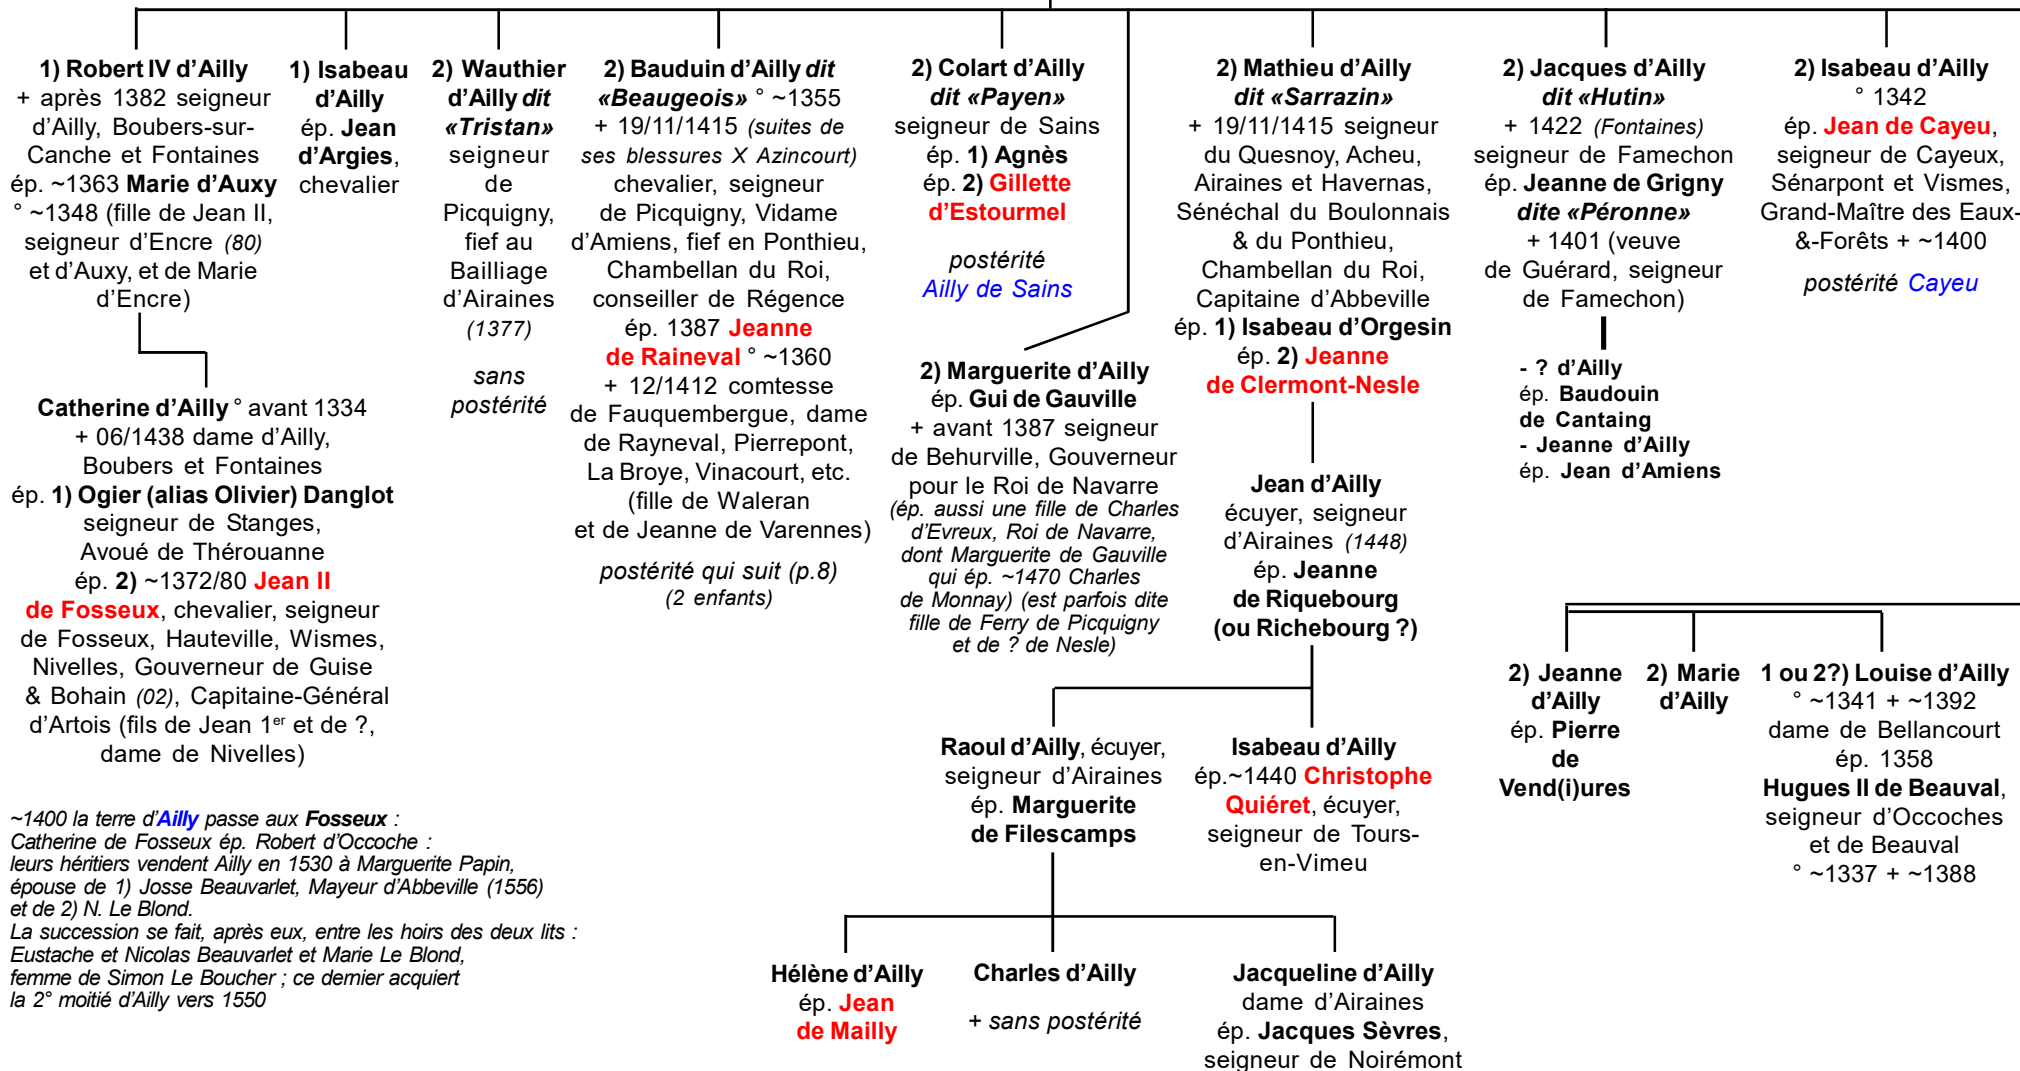 1) Robert IV d'Ailly
+ après 1382 seigneur
d'Ailly, Boubers-sur-
Canche et Fontaines
ép. ~1363 Marie d'Auxy
° ~1348 (fille de Jean II,
seigneur d'Encre (80)
et d'Auxy, et de Marie
d'Encre)
1) Isabeau
d'Ailly
ép. Jean
d'Argies,
chevalier
2) Wauthier
d'Ailly dit
«Tristan»
seigneur
de
Picquigny,
fief au
Bailliage
d'Airaines
(1377)
sans
postérité
2) Bauduin d'Ailly dit
«Beaugeois» ° ~1355
+ 19/11/1415 (suites de
ses blessures X Azincourt)
chevalier, seigneur
de Picquigny, Vidame
d'Amiens, fief en Ponthieu,
Chambellan du Roi,
conseiller de Régence
ép. 1387 Jeanne
de Raineval ° ~1360
+ 12/1412 comtesse
de Fauquembergue, dame
de Rayneval, Pierrepont,
La Broye, Vinacourt, etc.
(fille de Waleran
et de Jeanne de Varennes)
postérité qui suit (p.8)
(2 enfants)
2) Colart d'Ailly
dit «Payen»
seigneur de Sains
ép. 1) Agnès
ép. 2) Gillette
d'Estourmel
postérité
Ailly de Sains
2) Marguerite d'Ailly
ép. Gui de Gauville
+ avant 1387 seigneur
de Behurville, Gouverneur
pour le Roi de Navarre
(ép. aussi une fille de Charles
d'Evreux, Roi de Navarre,
dont Marguerite de Gauville
qui ép. ~1470 Charles
de Monnay) (est parfois dite
fille de Ferry de Picquigny
et de ? de Nesle)
2) Mathieu d'Ailly
dit «Sarrazin»
+ 19/11/1415 seigneur
du Quesnoy, Acheu,
Airaines et Havernas,
Sénéchal du Boulonnais
& du Ponthieu,
Chambellan du Roi,
Capitaine d'Abbeville
ép. 1) Isabeau d'Orgesin
ép. 2) Jeanne
de Clermont-Nesle
2) Jacques d'Ailly
dit «Hutin»
+ 1422 (Fontaines)
seigneur de Famechon
ép. Jeanne de Grigny
dite «Péronne»
+ 1401 (veuve
de Guérard, seigneur
de Famechon)
- ? d'Ailly
ép. Baudouin
de Cantaing
- Jeanne d'Ailly
ép. Jean d'Amiens
2) Isabeau d'Ailly
° 1342
ép. Jean de Cayeu,
seigneur de Cayeux,
Sénarpont et Vismes,
Grand-Maître des Eaux-
&-Forêts + ~1400
postérité Cayeu
Catherine d'Ailly ° avant 1334
+ 06/1438 dame d'Ailly,
Boubers et Fontaines
ép. 1) Ogier (alias Olivier) Danglot
seigneur de Stanges,
Avoué de Thérouanne
ép. 2) ~1372/80 Jean II
de Fosseux, chevalier, seigneur
de Fosseux, Hauteville, Wismes,
Nivelles, Gouverneur de Guise
& Bohain (02), Capitaine-Général
d'Artois (fils de Jean 1er et de ?,
dame de Nivelles)
Jean d'Ailly
écuyer, seigneur
d'Airaines (1448)
ép. Jeanne
de Riquebourg
(ou Richebourg ?)
2) Jeanne
d'Ailly
ép. Pierre
de
Vend(i)ures
2) Marie
d'Ailly
1 ou 2?) Louise d'Ailly
° ~1341 + ~1392
dame de Bellancourt
ép. 1358
Hugues II de Beauval,
seigneur d'Occoches
et de Beauval
° ~1337 + ~1388
Raoul d'Ailly, écuyer,
seigneur d'Airaines
ép. Marguerite
de Filescamps
Isabeau d'Ailly
ép.~1440 Christophe
Quiéret, écuyer,
seigneur de Tours-
en-Vimeu
~1400 la terre d'Ailly passe aux Fosseux :
Catherine de Fosseux ép. Robert d'Occoche :
leurs héritiers vendent Ailly en 1530 à Marguerite Papin,
épouse de 1) Josse Beauvarlet, Mayeur d'Abbeville (1556)
et de 2) N. Le Blond.
La succession se fait, après eux, entre les hoirs des deux lits :
Eustache et Nicolas Beauvarlet et Marie Le Blond,
femme de Simon Le Boucher ; ce dernier acquiert
la 2° moitié d'Ailly vers 1550
Hélène d'Ailly
ép. Jean
de Mailly
Charles d'Ailly
+ sans postérité
Jacqueline d'Ailly
dame d'Airaines
ép. Jacques Sèvres,
seigneur de Noirémont